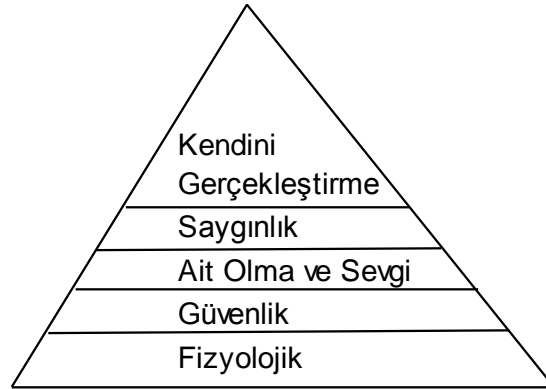 Kendini
Gerçekleştirme
Saygınlık
Ait Olma ve Sevgi
Güvenlik
Fizyolojik